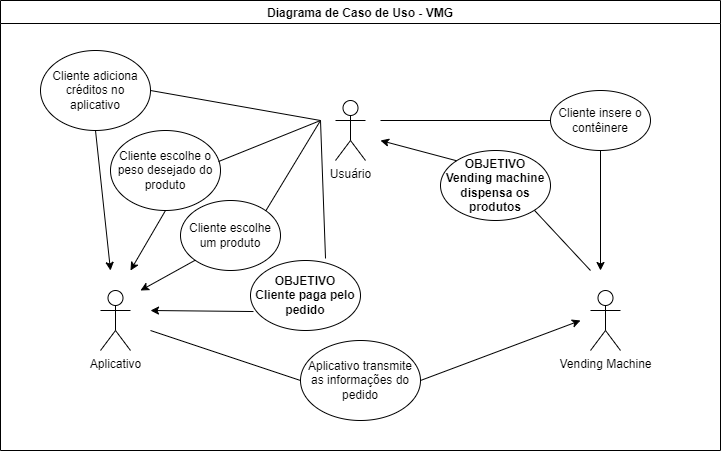 Diagrama de Caso de Uso - VMG
Cliente adiciona
créditos no
aplicativo
Cliente insere o
contêinere
Cliente escolhe o
peso desejado do
produto
Usuário
OBJETIVO
Vending machine
dispensa os
produtos
Cliente escolhe
um produto
OBJETIVO
Cliente paga pelo
pedido
Aplicativo
Vending Machine
Aplicativo transmite
as informações do
pedido